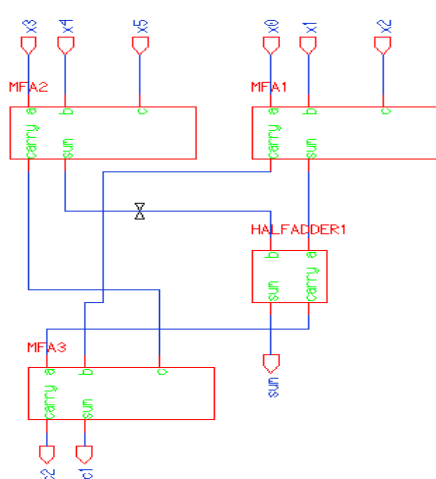 x3 x4 x5 x0 x1 x2
MFA2 MFA1
a b c a b c
carry sum carry sum
HALFADDER1
b a
sum carry
MFA3
a b c
sum
carry sum
c2 c1